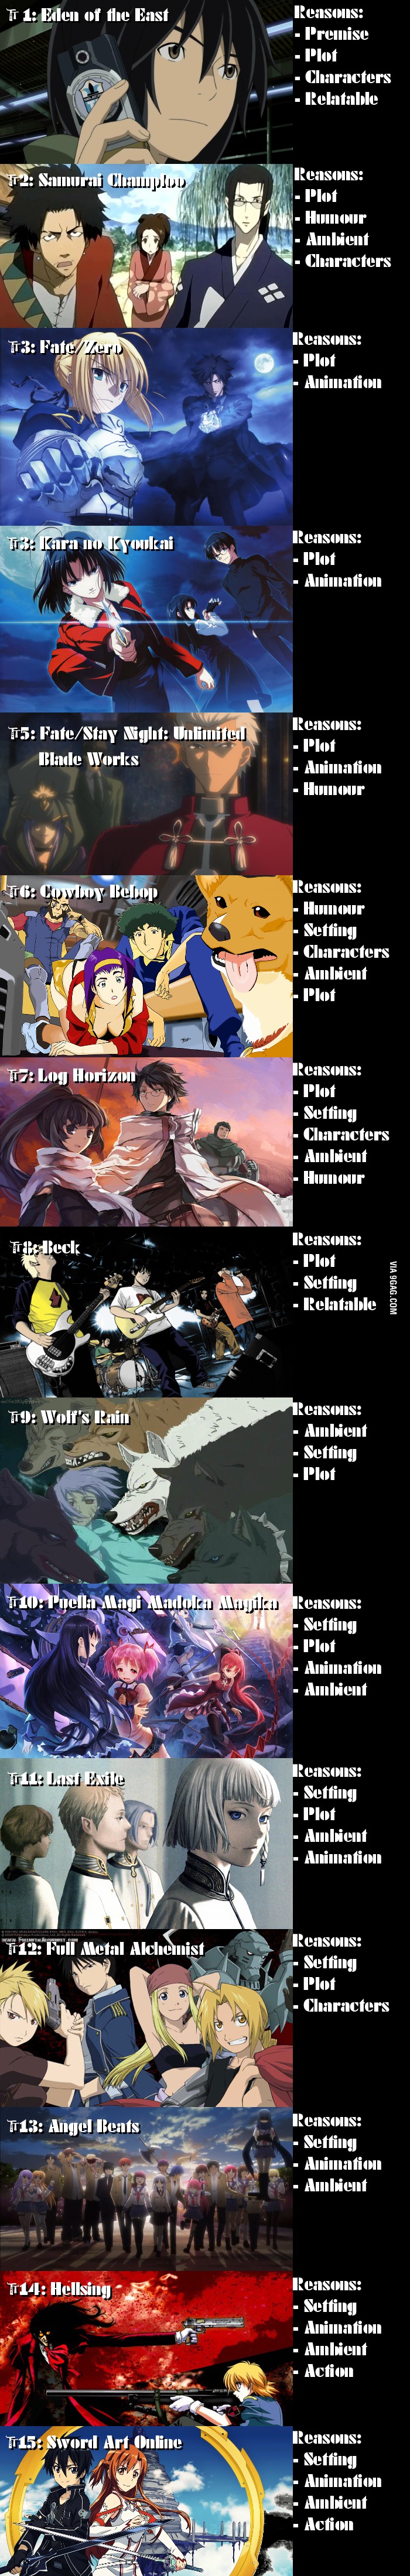 #1: Eden of the East
Reasons:
- Premise
- Plot
- Characters
- Relatable
#2: Samurai Champloo
Reasons:
- Plot
- Humour
- Ambient
- Characters
#3: Fate/Zero
Reasons:
- Plot
- Animation
#3: Kara no Kyoukai
Reasons:
- Plot
- Animation
#5: Fate/Stay Night: Unlimited
Blade Works
Reasons:
- Plot
- Animation
- Humour
#6: Cowboy Bebop
Reasons:
- Humour
- Setting
- Characters
- Ambient
- Plot
#7: Log Horizon
Reasons:
- Plot
- Setting
- Characters
- Ambient
- Humour
#8: Beck
Reasons:
- Plot
- Setting
- Relatable
VIA 9GAG.COM
#9: Wolf's Rain
Reasons:
- Ambient
- Setting
- Plot
#10: Puella Magi Madoka Magika
Reasons:
- Setting
- Plot
- Animation
- Ambient
#11: Last Exile
Reasons:
- Setting
- Plot
- Ambient
- Animation
#12: Full Metal Alchemist
Reasons:
- Setting
- Plot
- Characters
#13: Angel Beats
Reasons:
- Setting
- Animation
- Ambient
#14: Hellsing
Reasons:
- Setting
- Animation
- Ambient
- Action
#15: Sword Art Online
Reasons:
- Setting
- Animation
- Ambient
- Action